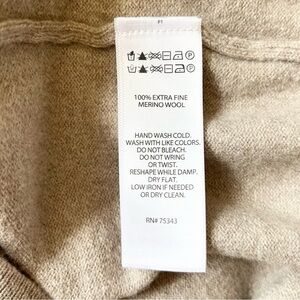 100% EXTRA FINE
MERINO WOOL
HAND WASH COLD.
WASH WITH LIKE COLORS.
DO NOT BLEACH.
DO NOT WRING
OR TWIST.
RESHAPE WHILE DAMP.
DRY FLAT.
LOW IRON IF NEEDED
OR DRY CLEAN.
RN# 75343